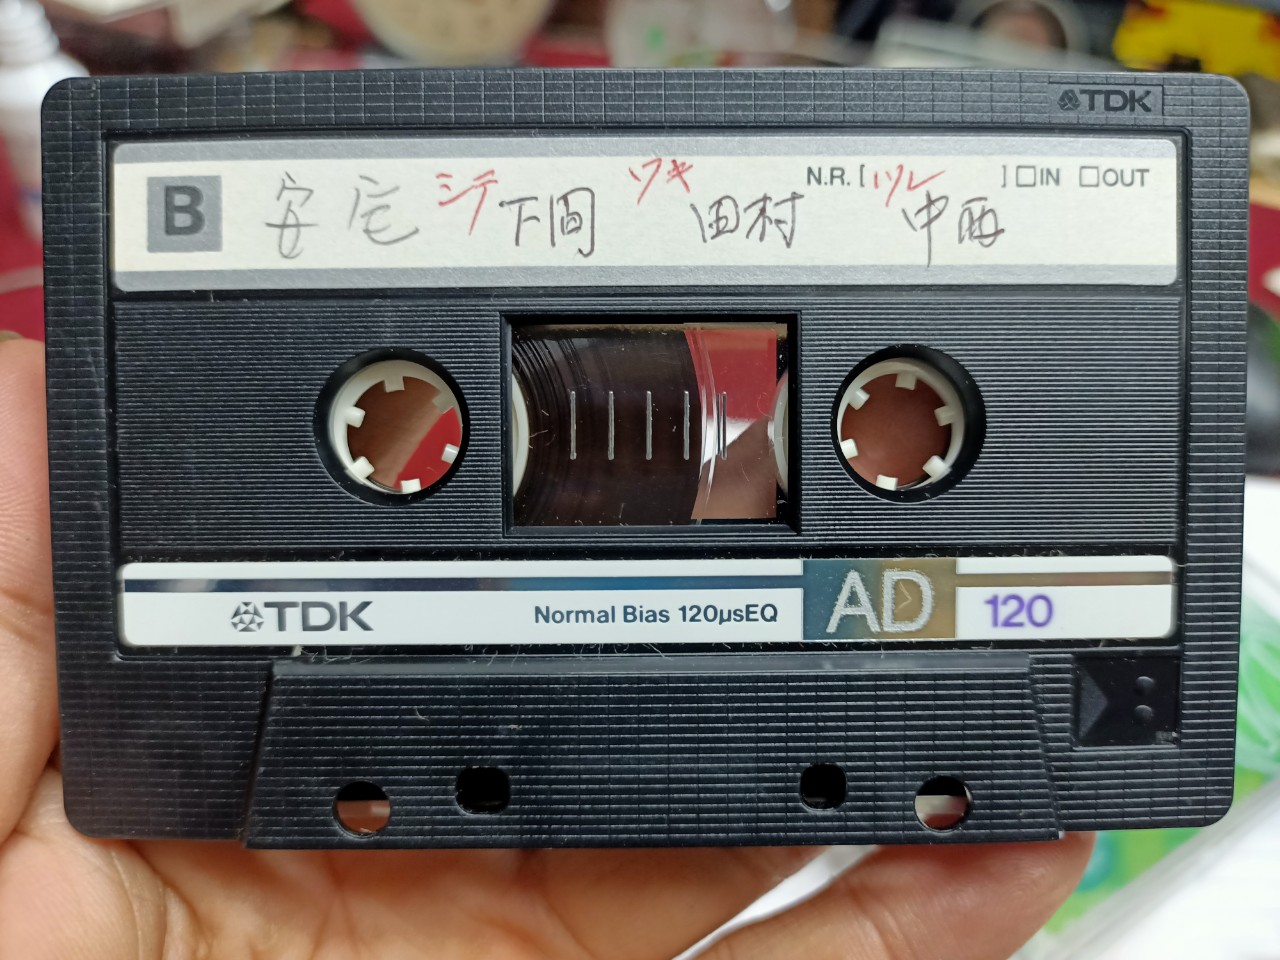 TDK
N.R. [ ツレ ] □IN □OUT
B 安宅 シテ 下間 ワキ 田村 中西
TDK Normal Bias 120μsEQ AD 120